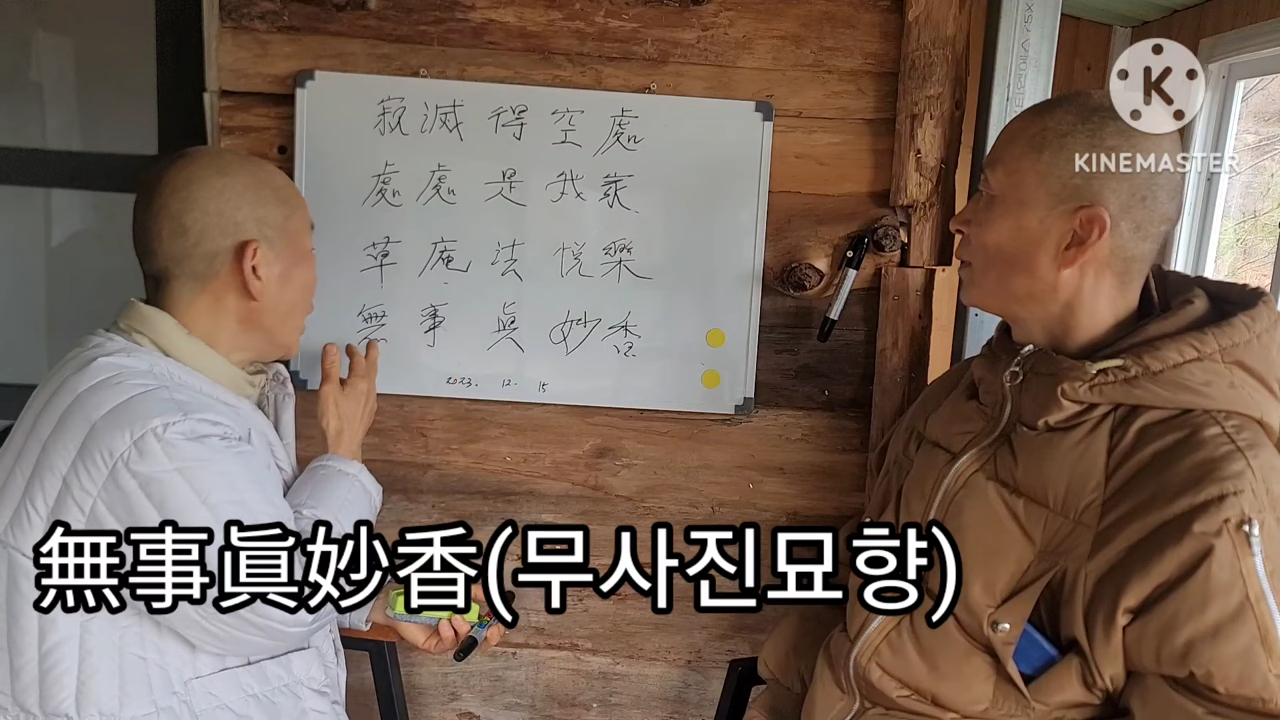 寂滅得空處
處處是我家
草庵法悅樂
無事眞妙香
2023. 12. 15
K
KINEMASTER
無事眞妙香(무사진묘향)